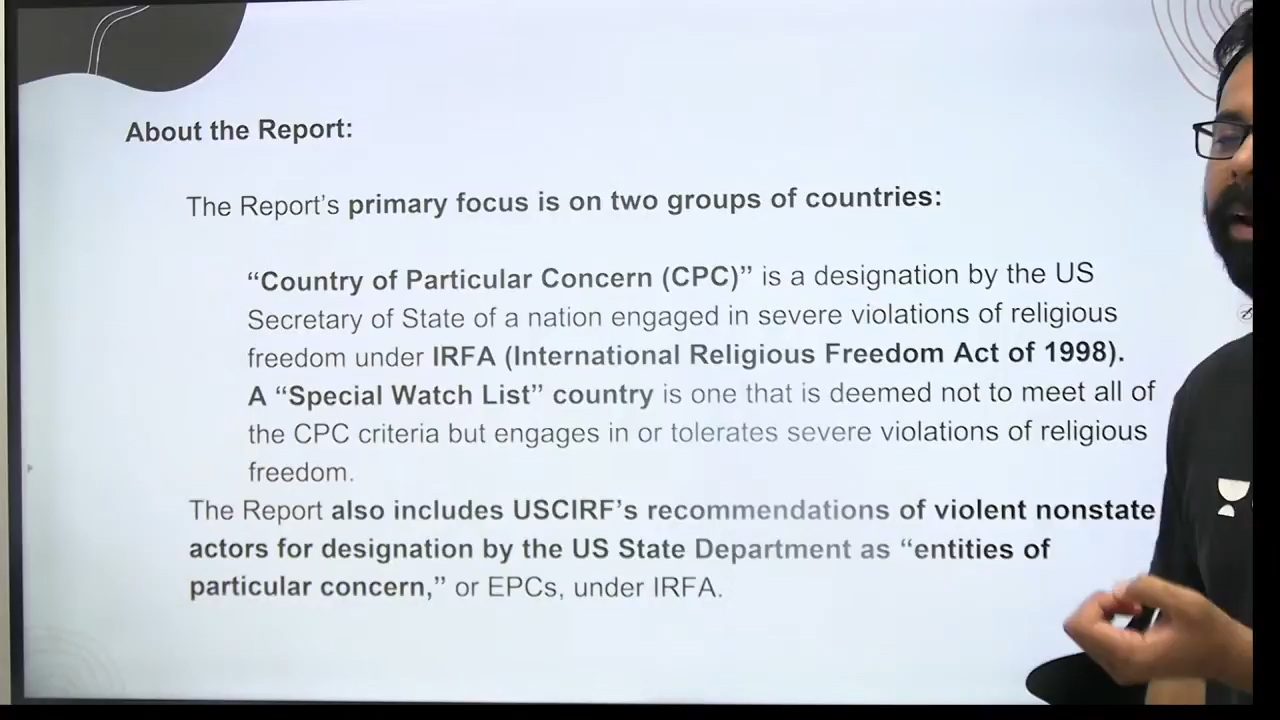 About the Report:
The Report's primary focus is on two groups of countries:
“Country of Particular Concern (CPC)” is a designation by the US
Secretary of State of a nation engaged in severe violations of religious
freedom under IRFA (International Religious Freedom Act of 1998).
A “Special Watch List” country is one that is deemed not to meet all of
the CPC criteria but engages in or tolerates severe violations of religious
freedom.
The Report also includes USCIRF’s recommendations of violent nonstate
actors for designation by the US State Department as “entities of
particular concern,” or EPCs, under IRFA.